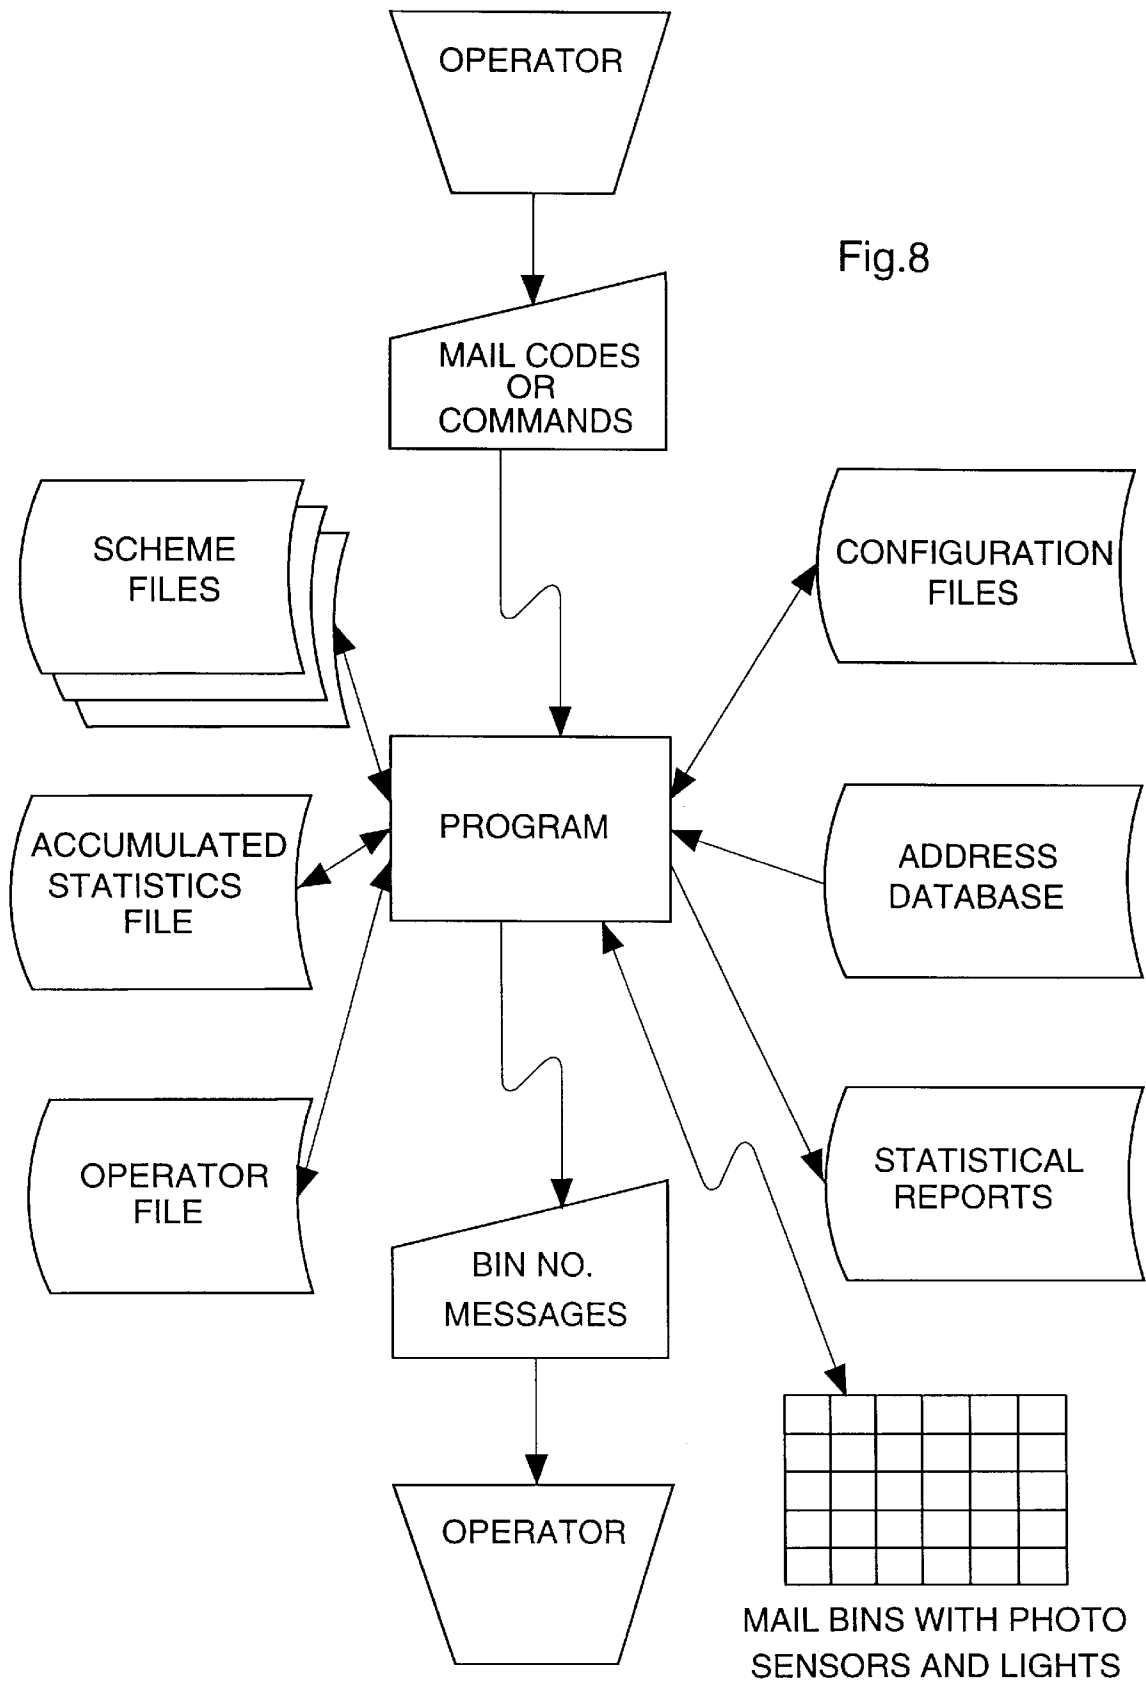 OPERATOR
Fig.8
MAIL CODES
OR
COMMANDS
SCHEME
FILES
CONFIGURATION
FILES
PROGRAM
ACCUMULATED
STATISTICS
FILE
ADDRESS
DATABASE
OPERATOR
FILE
STATISTICAL
REPORTS
BIN NO.
MESSAGES
OPERATOR
MAIL BINS WITH PHOTO
SENSORS AND LIGHTS